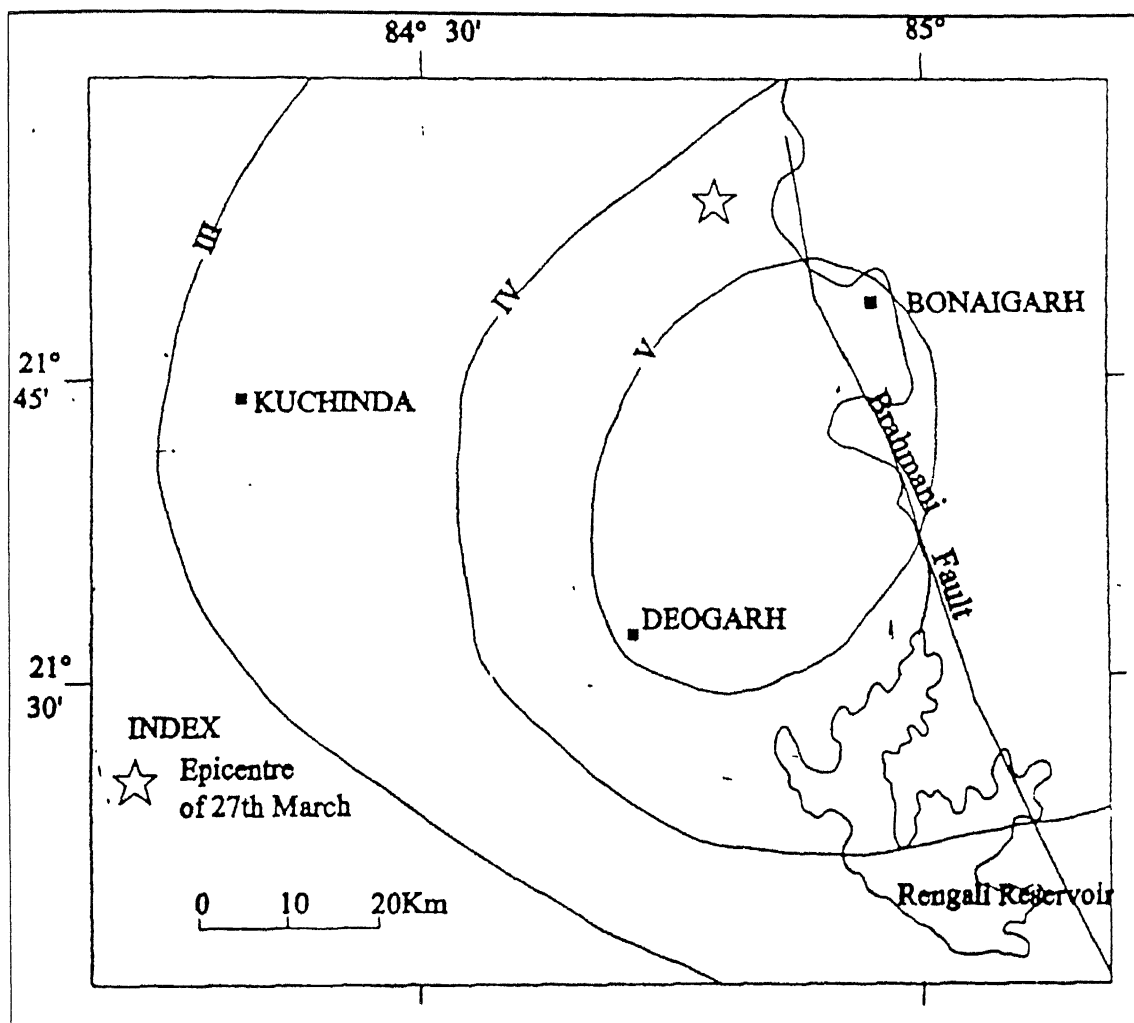 84° 30'
85°
III
IV
BONAIGARH
V
21°
45'
KUCHINDA
Brahmani
Fault
DEOGARH
21°
30'
INDEX
Epicentre
of 27th March
0 10 20Km
Rengali Reservoir